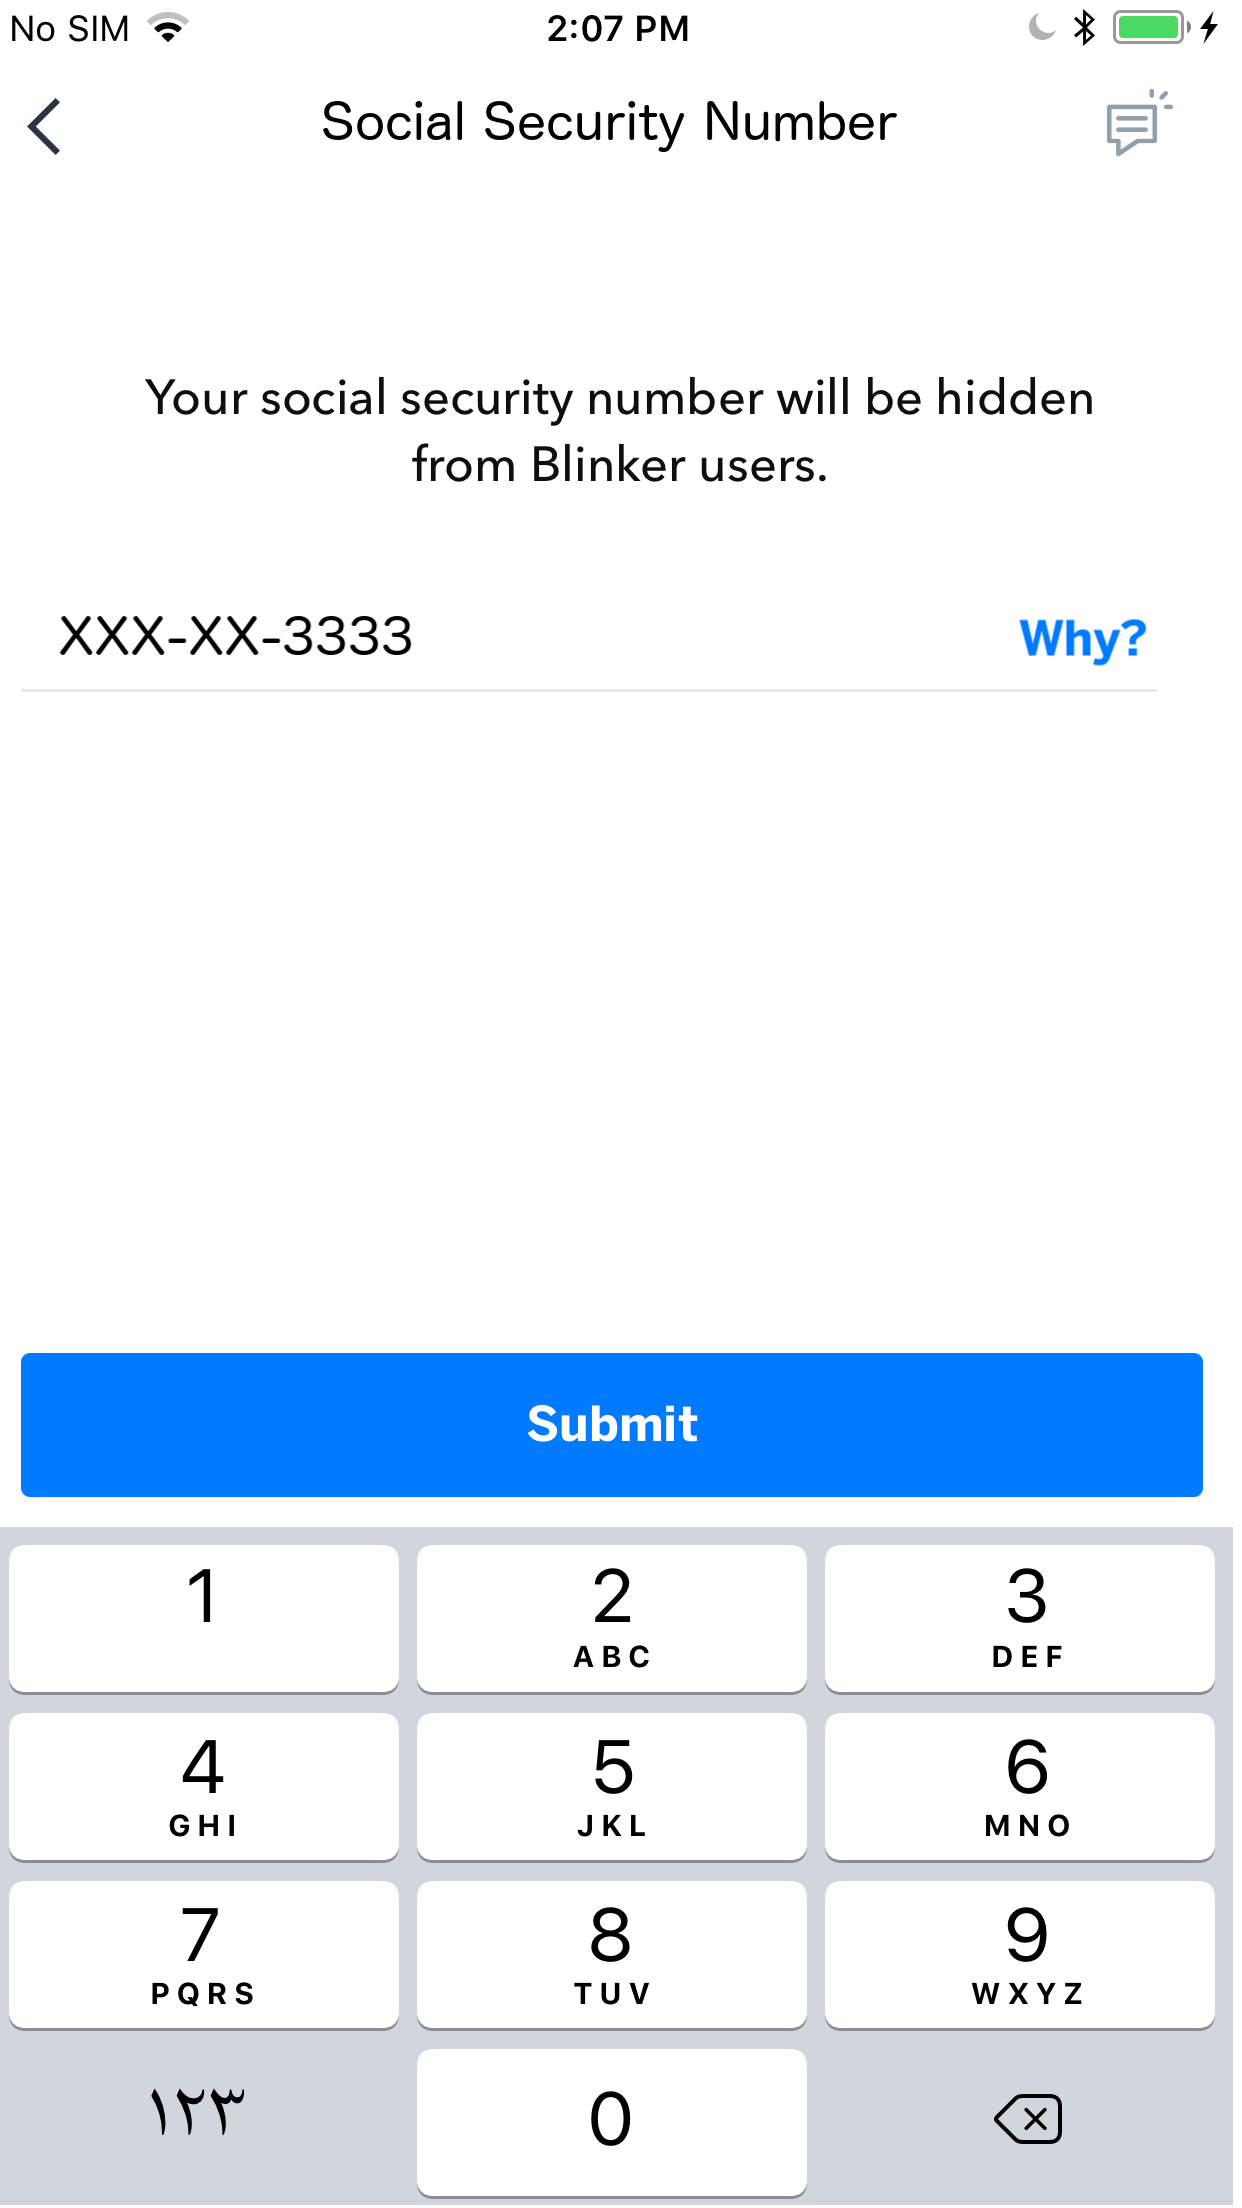 No SIM 2:07 PM
Social Security Number
Your social security number will be hidden
from Blinker users.
XXX-XX-3333 Why?
Submit
1 2 3
ABC DEF
4 5 6
GHI JKL MNO
7 8 9
PQRS TUV WXYZ
١٢٣ 0